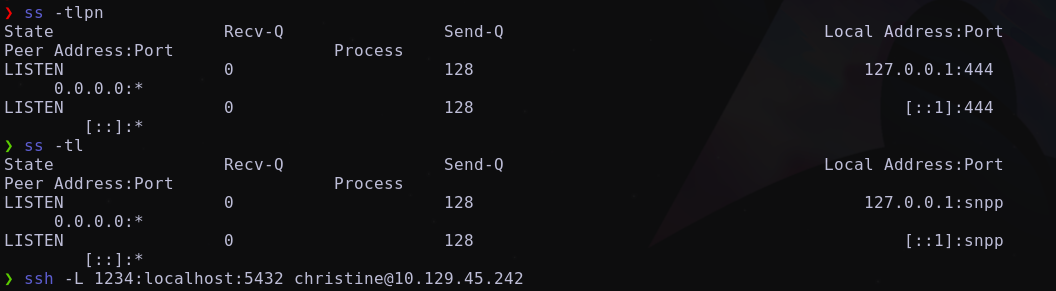 ❯ ss -tlpn
State Recv-Q Send-Q Local Address:Port
Peer Address:Port Process
LISTEN 0 128 127.0.0.1:444
0.0.0.0:*
LISTEN 0 128 [::1]:444
[::]:*
❯ ss -tl
State Recv-Q Send-Q Local Address:Port
Peer Address:Port Process
LISTEN 0 128 127.0.0.1:snpp
0.0.0.0:*
LISTEN 0 128 [::1]:snpp
[::]:*
❯ ssh -L 1234:localhost:5432 christine@10.129.45.242